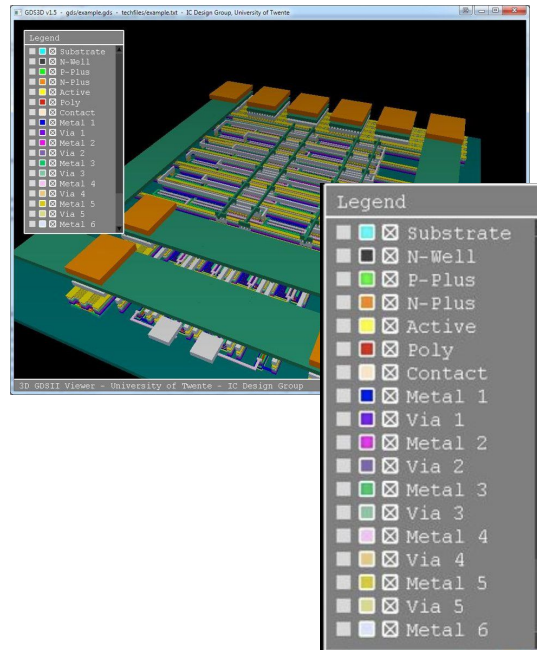 GDS3D v1.5 - gds/example.gds - techfiles/example.txt - IC Design Group, University of Twente
Legend
Substrate
N-Well
P-Plus
N-Plus
Active
Poly
Contact
Metal 1
Via 1
Metal 2
Via 2
Metal 3
Via 3
Metal 4
Via 4
Metal 5
Via 5
Metal 6
3D GDSII Viewer - University of Twente - IC Design Group
Legend
Substrate
N-Well
P-Plus
N-Plus
Active
Poly
Contact
Metal 1
Via 1
Metal 2
Via 2
Metal 3
Via 3
Metal 4
Via 4
Metal 5
Via 5
Metal 6